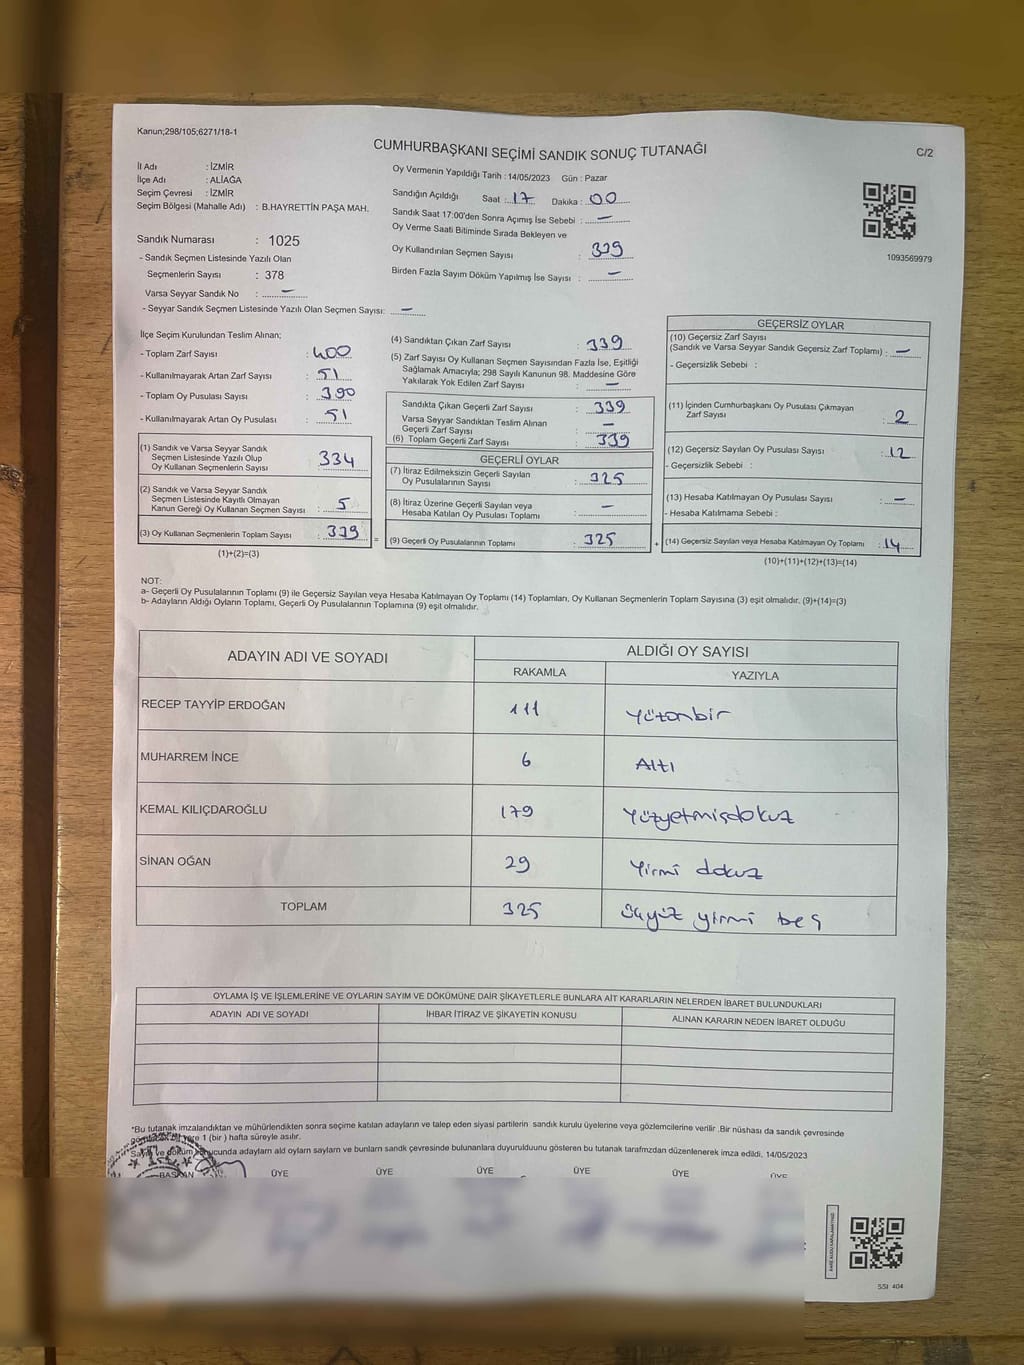 Kanun;298/105;6271/18-1
CUMHURBAŞKANI SEÇİMİ SANDIK SONUÇ TUTANAĞI
C/2
İl Adı : İZMİR
İlçe Adı : ALİAĞA
Seçim Çevresi : İZMİR
Seçim Bölgesi (Mahalle Adı) : B.HAYRETTİN PAŞA MAH.
Sandık Numarası : 1025
- Sandık Seçmen Listesinde Yazılı Olan
Seçmenlerin Sayısı : 378
Varsa Seyyar Sandık No : —
- Seyyar Sandık Seçmen Listesinde Yazılı Olan Seçmen Sayısı: —
Oy Vermenin Yapıldığı Tarih : 14/05/2023 Gün : Pazar
Sandığın Açıldığı Saat : 17 Dakika : 00
Sandık Saat 17:00'den Sonra Açımış İse Sebebi : —
Oy Verme Saati Bitiminde Sırada Bekleyen ve
Oy Kullandırılan Seçmen Sayısı : 339
Birden Fazla Sayım Döküm Yapılmış İse Sayısı : —
1093569979
İlçe Seçim Kurulundan Teslim Alınan;
- Toplam Zarf Sayısı : 400
- Kullanılmayarak Artan Zarf Sayısı : 51
- Toplam Oy Pusulası Sayısı : 390
- Kullanılmayarak Artan Oy Pusulası : 51
(1) Sandık ve Varsa Seyyar Sandık
Seçmen Listesinde Yazılı Olup
Oy Kullanan Seçmenlerin Sayısı : 334
(2) Sandık ve Varsa Seyyar Sandık
Seçmen Listesinde Kayıtlı Olmayan
Kanun Gereği Oy Kullanan Seçmen Sayısı : 5
(3) Oy Kullanan Seçmenlerin Toplam Sayısı : 339 =
(1)+(2)=(3)
(4) Sandıktan Çıkan Zarf Sayısı : 339
(5) Zarf Sayısı Oy Kullanan Seçmen Sayısından Fazla İse, Eşitliği
Sağlamak Amacıyla; 298 Sayılı Kanunun 98. Maddesine Göre
Yakılarak Yok Edilen Zarf Sayısı : —
Sandıkta Çıkan Geçerli Zarf Sayısı : 339
Varsa Seyyar Sandıktan Teslim Alınan
Geçerli Zarf Sayısı : —
(6) Toplam Geçerli Zarf Sayısı : 339
GEÇERLİ OYLAR
(7) İtiraz Edilmeksizin Geçerli Sayılan
Oy Pusulalarının Sayısı : 325
(8) İtiraz Üzerine Geçerli Sayılan veya
Hesaba Katılan Oy Pusulası Toplamı : —
(9) Geçerli Oy Pusulalarının Toplamı : 325 +
GEÇERSİZ OYLAR
(10) Geçersiz Zarf Sayısı
(Sandık ve Varsa Seyyar Sandık Geçersiz Zarf Toplamı) : —
- Geçersizlik Sebebi :
(11) İçinden Cumhurbaşkanı Oy Pusulası Çıkmayan
Zarf Sayısı : 2
(12) Geçersiz Sayılan Oy Pusulası Sayısı : 12
- Geçersizlik Sebebi :
(13) Hesaba Katılmayan Oy Pusulası Sayısı : —
- Hesaba Katılmama Sebebi :
(14) Geçersiz Sayılan veya Hesaba Katılmayan Oy Toplamı : 14
(10)+(11)+(12)+(13)=(14)
NOT:
a- Geçerli Oy Pusulalarının Toplamı (9) ile Geçersiz Sayılan veya Hesaba Katılmayan Oy Toplamı (14) Toplamları, Oy Kullanan Seçmenlerin Toplam Sayısına (3) eşit olmalıdır. (9)+(14)=(3)
b- Adayların Aldığı Oyların Toplamı, Geçerli Oy Pusulalarının Toplamına (9) eşit olmalıdır.
ADAYIN ADI VE SOYADI
ALDIĞI OY SAYISI
RAKAMLA YAZIYLA
RECEP TAYYİP ERDOĞAN 111 Yüzonbir
MUHARREM İNCE 6 Altı
KEMAL KILIÇDAROĞLU 179 Yüzyetmişdokuz
SİNAN OĞAN 29 Yirmi dokuz
TOPLAM 325 üçyüz yirmi beş
OYLAMA İŞ VE İŞLEMLERİNE VE OYLARIN SAYIM VE DÖKÜMÜNE DAİR ŞİKAYETLERLE BUNLARA AİT KARARLARIN NELERDEN İBARET BULUNDUKLARI
ADAYIN ADI VE SOYADI İHBAR İTİRAZ VE ŞİKAYETİN KONUSU ALINAN KARARIN NEDEN İBARET OLDUĞU
*Bu tutanak imzalandıktan ve mühürlendikten sonra seçime katılan adayların ve talep eden siyasi partilerin sandık kurulu üyelerine veya gözlemcilerine verilir .Bir nüshası da sandık çevresinde
yere 1 (bir ) hafta süreyle asılır.
ucunda adayların ald oyların sayların ve bunların sandk çevresinde bulunanlara duyurulduunu gösteren bu tutanak tarafmzdan düzenlenerek imza edildi, 14/05/2023
BAŞKAN ÜYE ÜYE ÜYE ÜYE ÜYE ÜYE
551 404